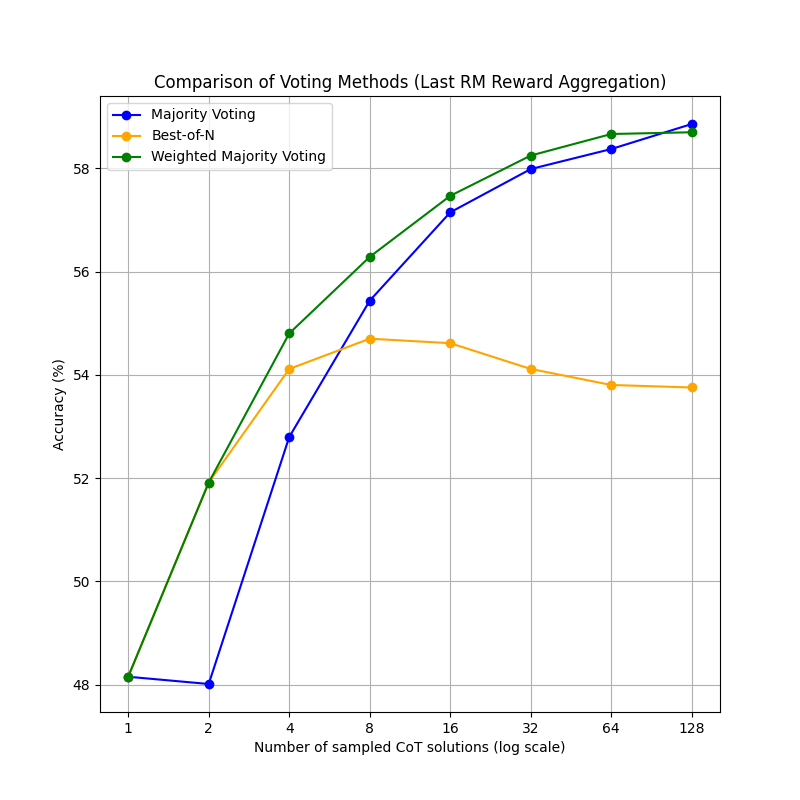 Comparison of Voting Methods (Last RM Reward Aggregation)
Majority Voting
Best-of-N
Weighted Majority Voting
58
56
54
52
50
48
Accuracy (%)
1 2 4 8 16 32 64 128
Number of sampled CoT solutions (log scale)